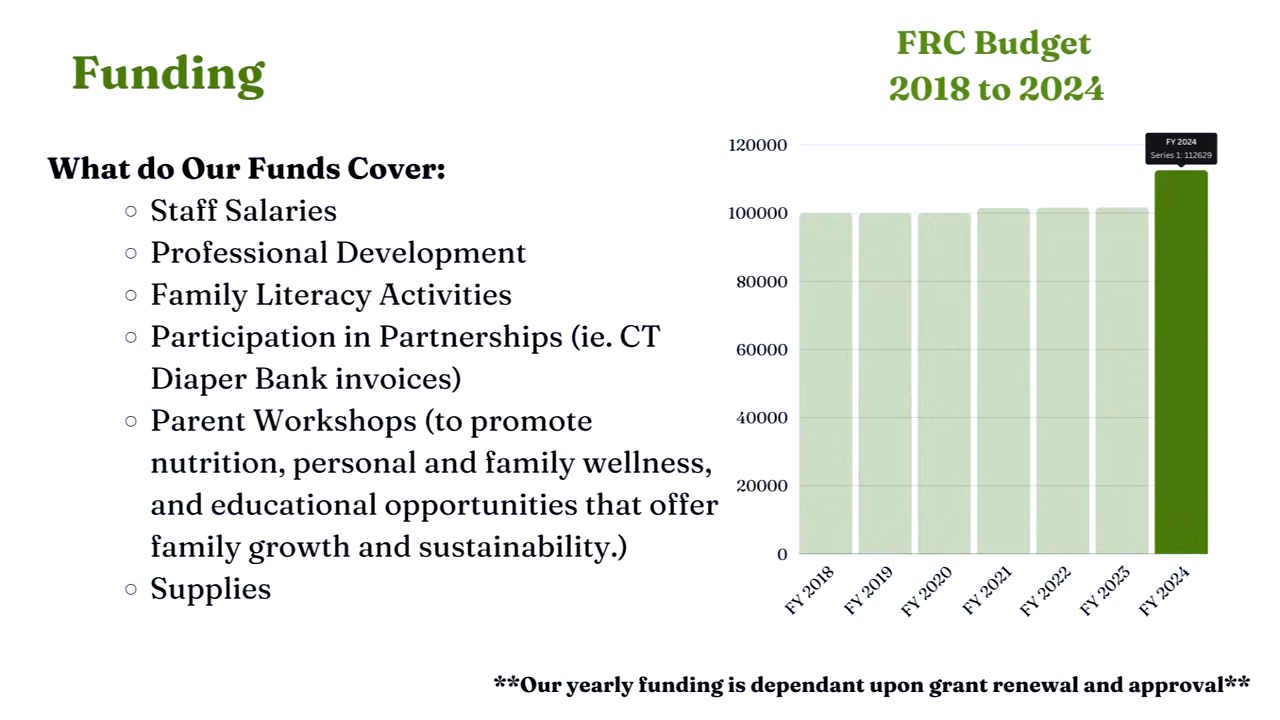 Funding
What do Our Funds Cover:
Staff Salaries
Professional Development
Family Literacy Activities
Participation in Partnerships (ie. CT
Diaper Bank invoices)
Parent Workshops (to promote
nutrition, personal and family wellness,
and educational opportunities that offer
family growth and sustainability.)
Supplies
FRC Budget
2018 to 2024
120000
100000
80000
60000
40000
20000
0
FY 2024
Series 1: 112629
FY 2018
FY 2019
FY 2020
FY 2021
FY 2022
FY 2023
FY 2024
**Our yearly funding is dependant upon grant renewal and approval**